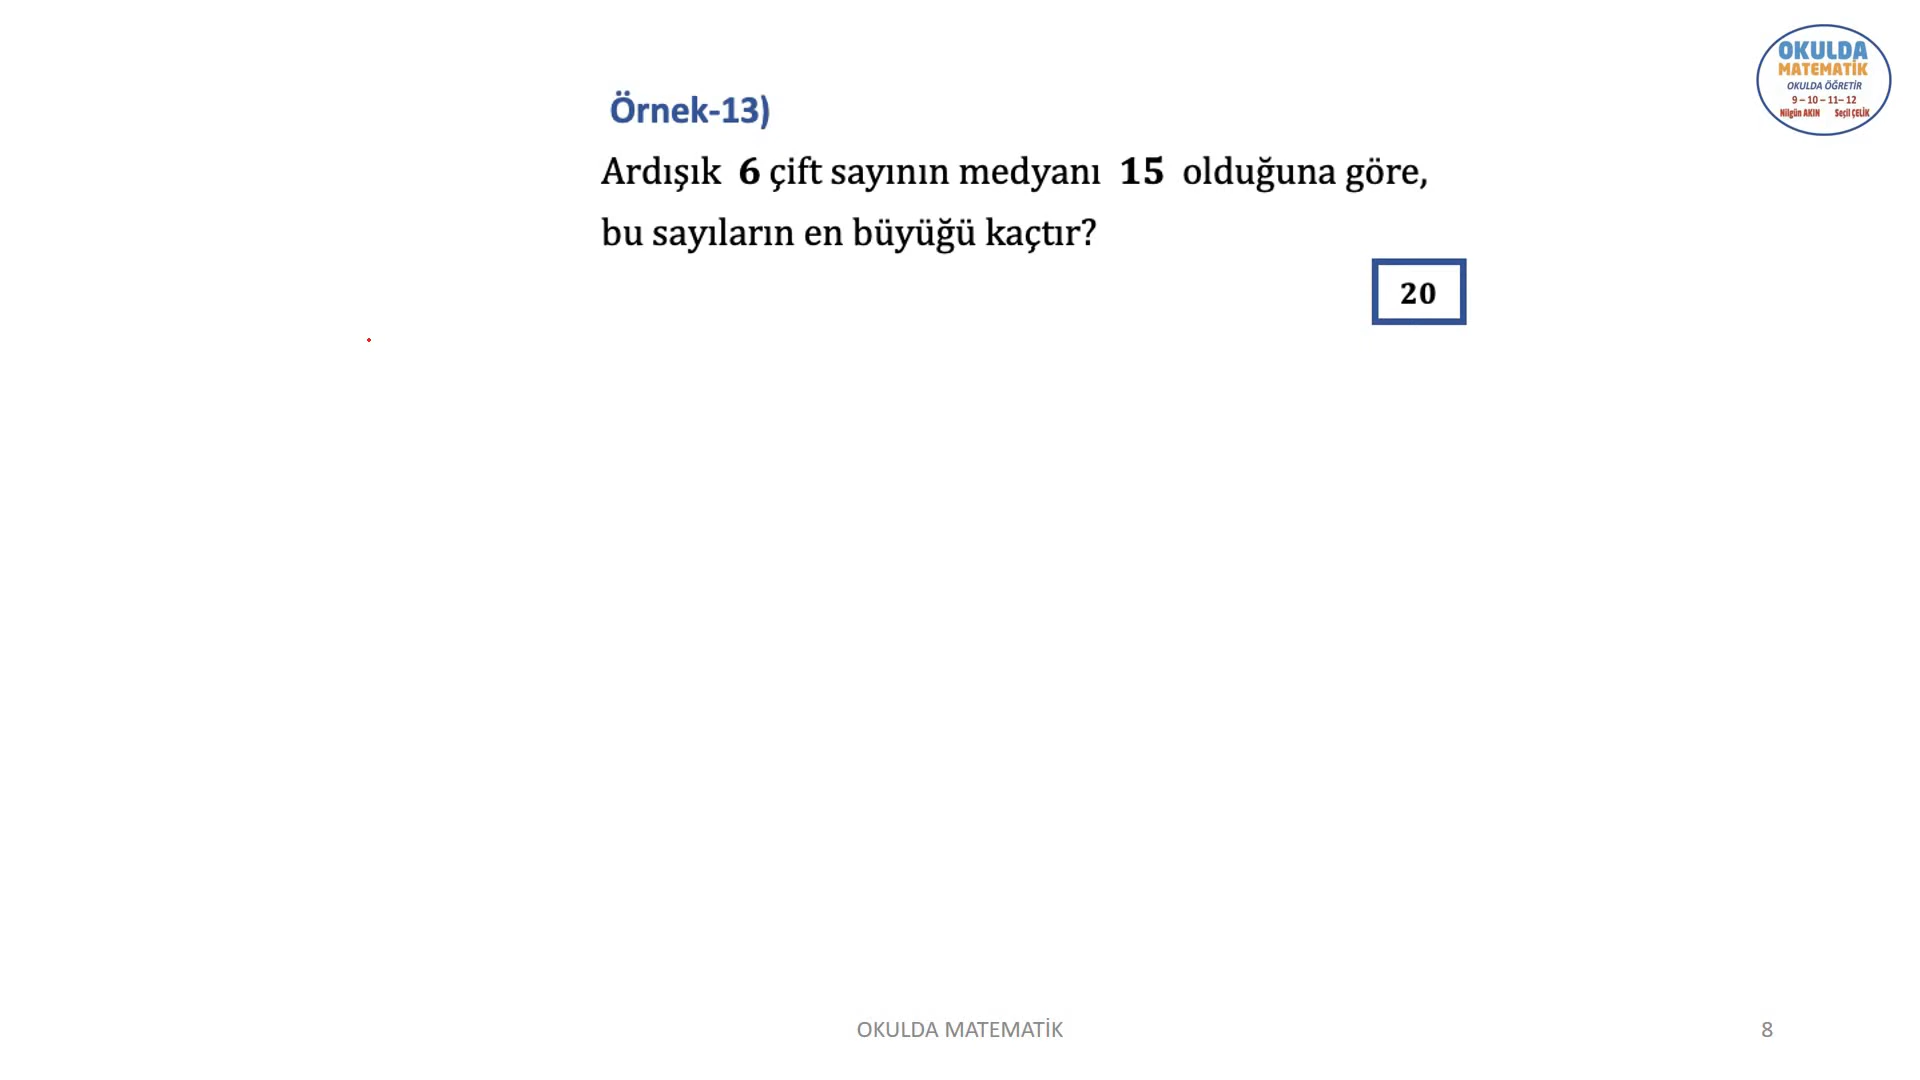 OKULDA
MATEMATİK
OKULDA ÖĞRETİR
9 – 10 – 11– 12
Nilgün AKIN Seçil ÇELİK
Örnek-13)
Ardışık 6 çift sayının medyanı 15 olduğuna göre,
bu sayıların en büyüğü kaçtır?
20
OKULDA MATEMATİK
8